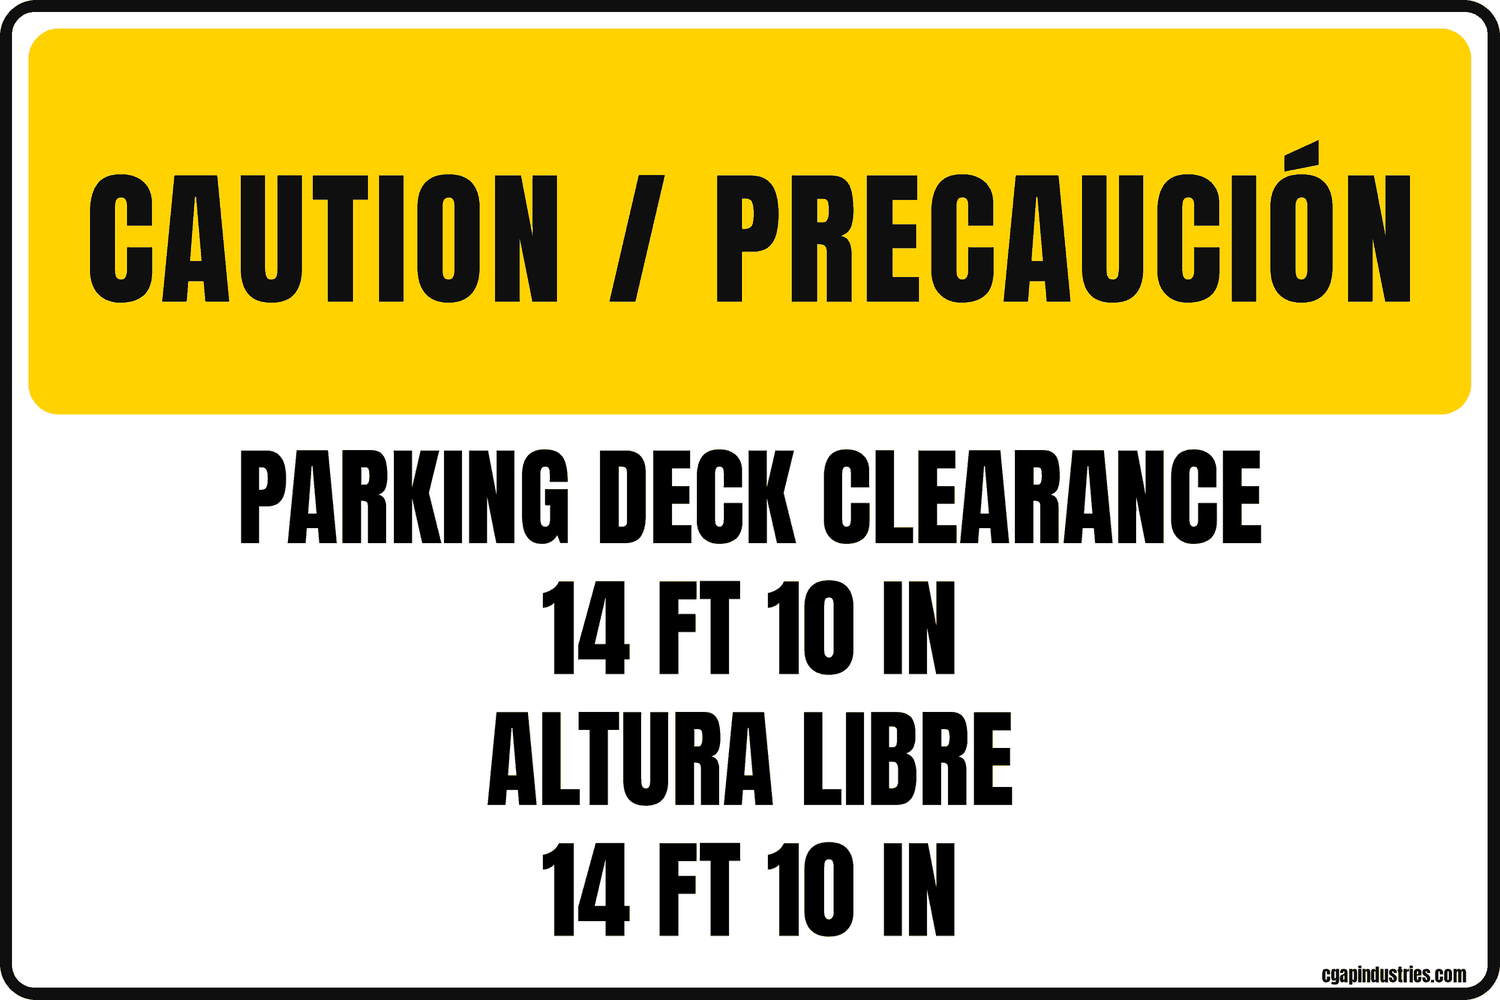 CAUTION / PRECAUCIÓN
PARKING DECK CLEARANCE
14 FT 10 IN
ALTURA LIBRE
14 FT 10 IN
cgapindustries.com